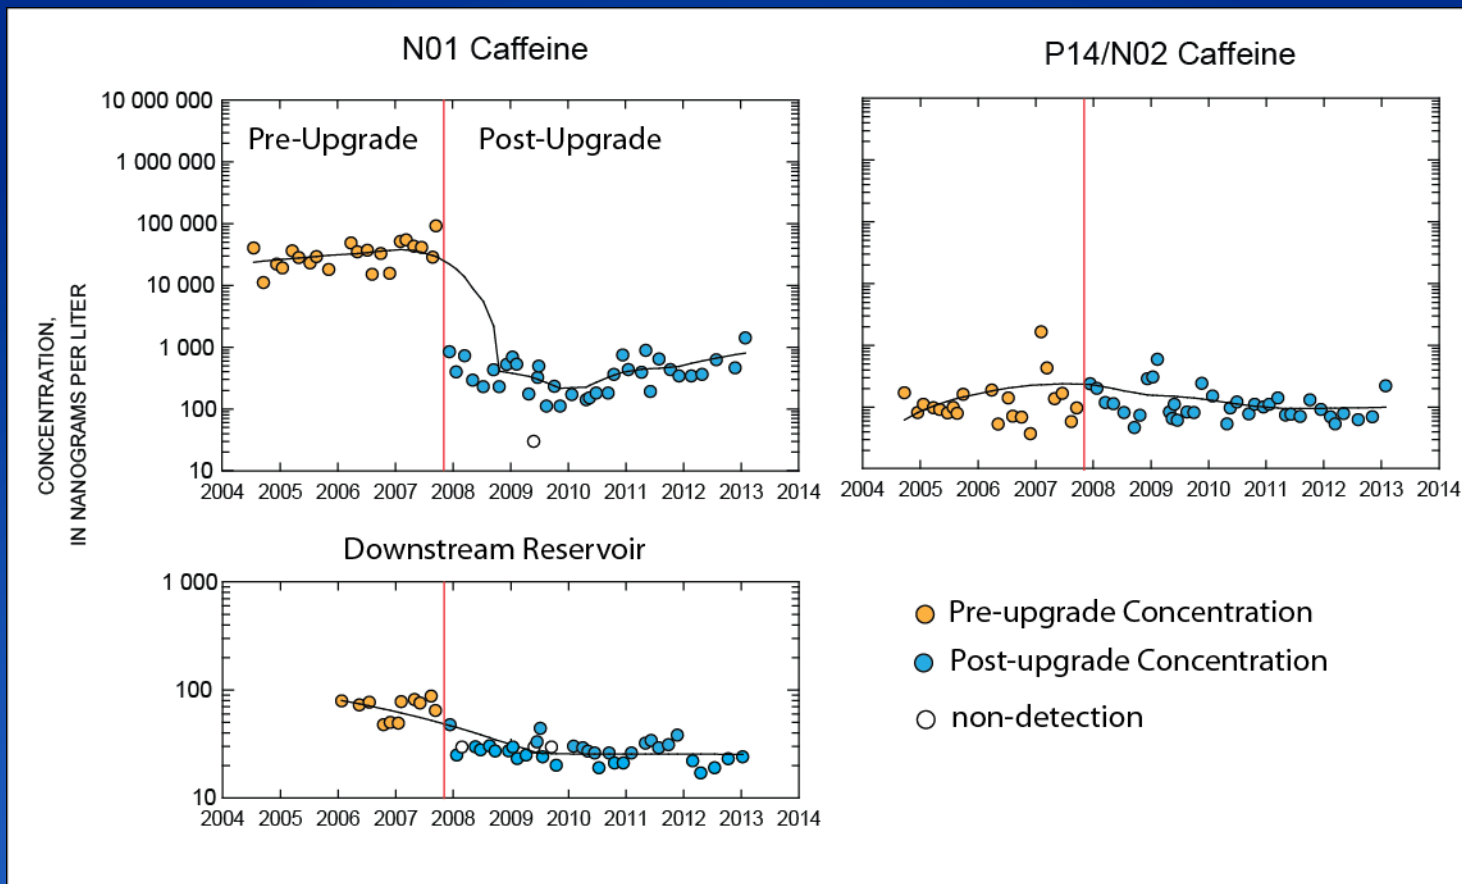 N01 Caffeine
P14/N02 Caffeine
CONCENTRATION,
IN NANOGRAMS PER LITER
10 000 000
1 000 000
100 000
10 000
1 000
100
10
Pre-Upgrade
Post-Upgrade
2004 2005 2006 2007 2008 2009 2010 2011 2012 2013 2014
2004 2005 2006 2007 2008 2009 2010 2011 2012 2013 2014
Downstream Reservoir
1 000
100
10
2004 2005 2006 2007 2008 2009 2010 2011 2012 2013 2014
Pre-upgrade Concentration
Post-upgrade Concentration
non-detection